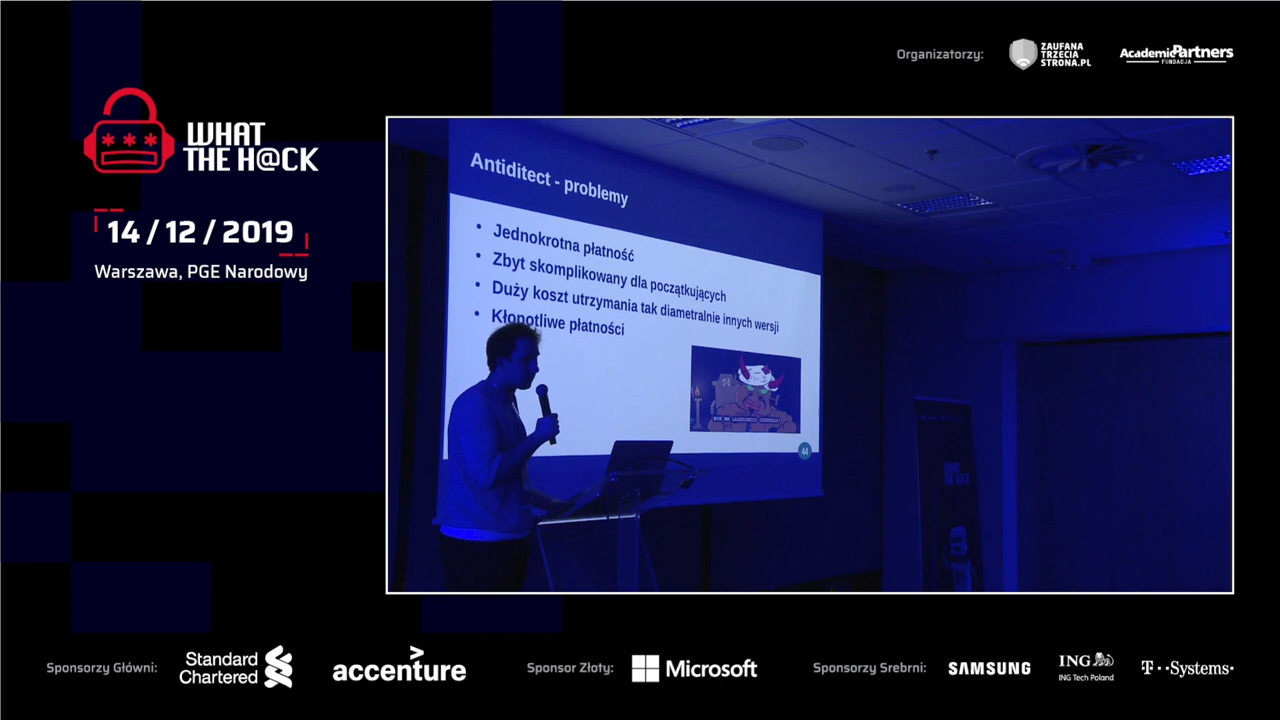 Organizatorzy:
ZAUFANA
TRZECIA
STRONA.PL
AcademicPartners
FUNDACJA
WHAT
THE H@CK
14 / 12 / 2019
Warszawa, PGE Narodowy
Antiditect - problemy
• Jednokrotna płatność
• Zbyt skomplikowany dla początkujących
• Duży koszt utrzymania tak diametralnie innych wersji
• Kłopotliwe płatności
44
Sponsorzy Główni:
Standard
Chartered
accenture
Sponsor Złoty:
Microsoft
Sponsorzy Srebrni:
SAMSUNG
ING
ING Tech Poland
T··Systems·